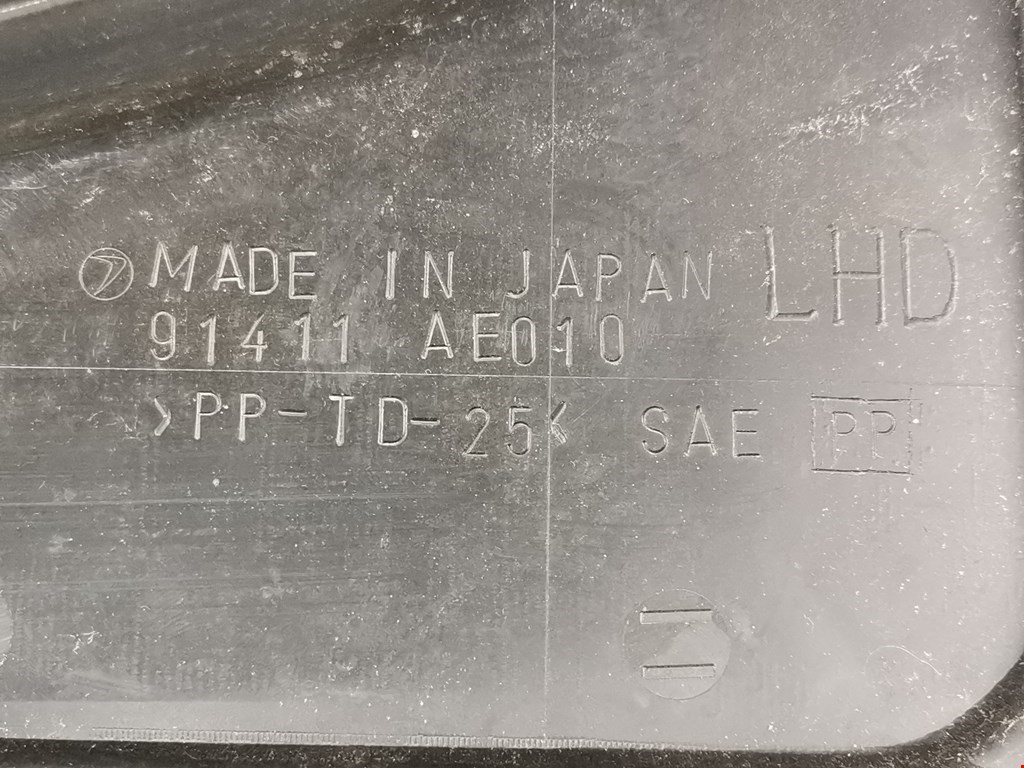 MADE IN JAPAN LHD
91411 AE010
>PP-TD-25< SAE PP